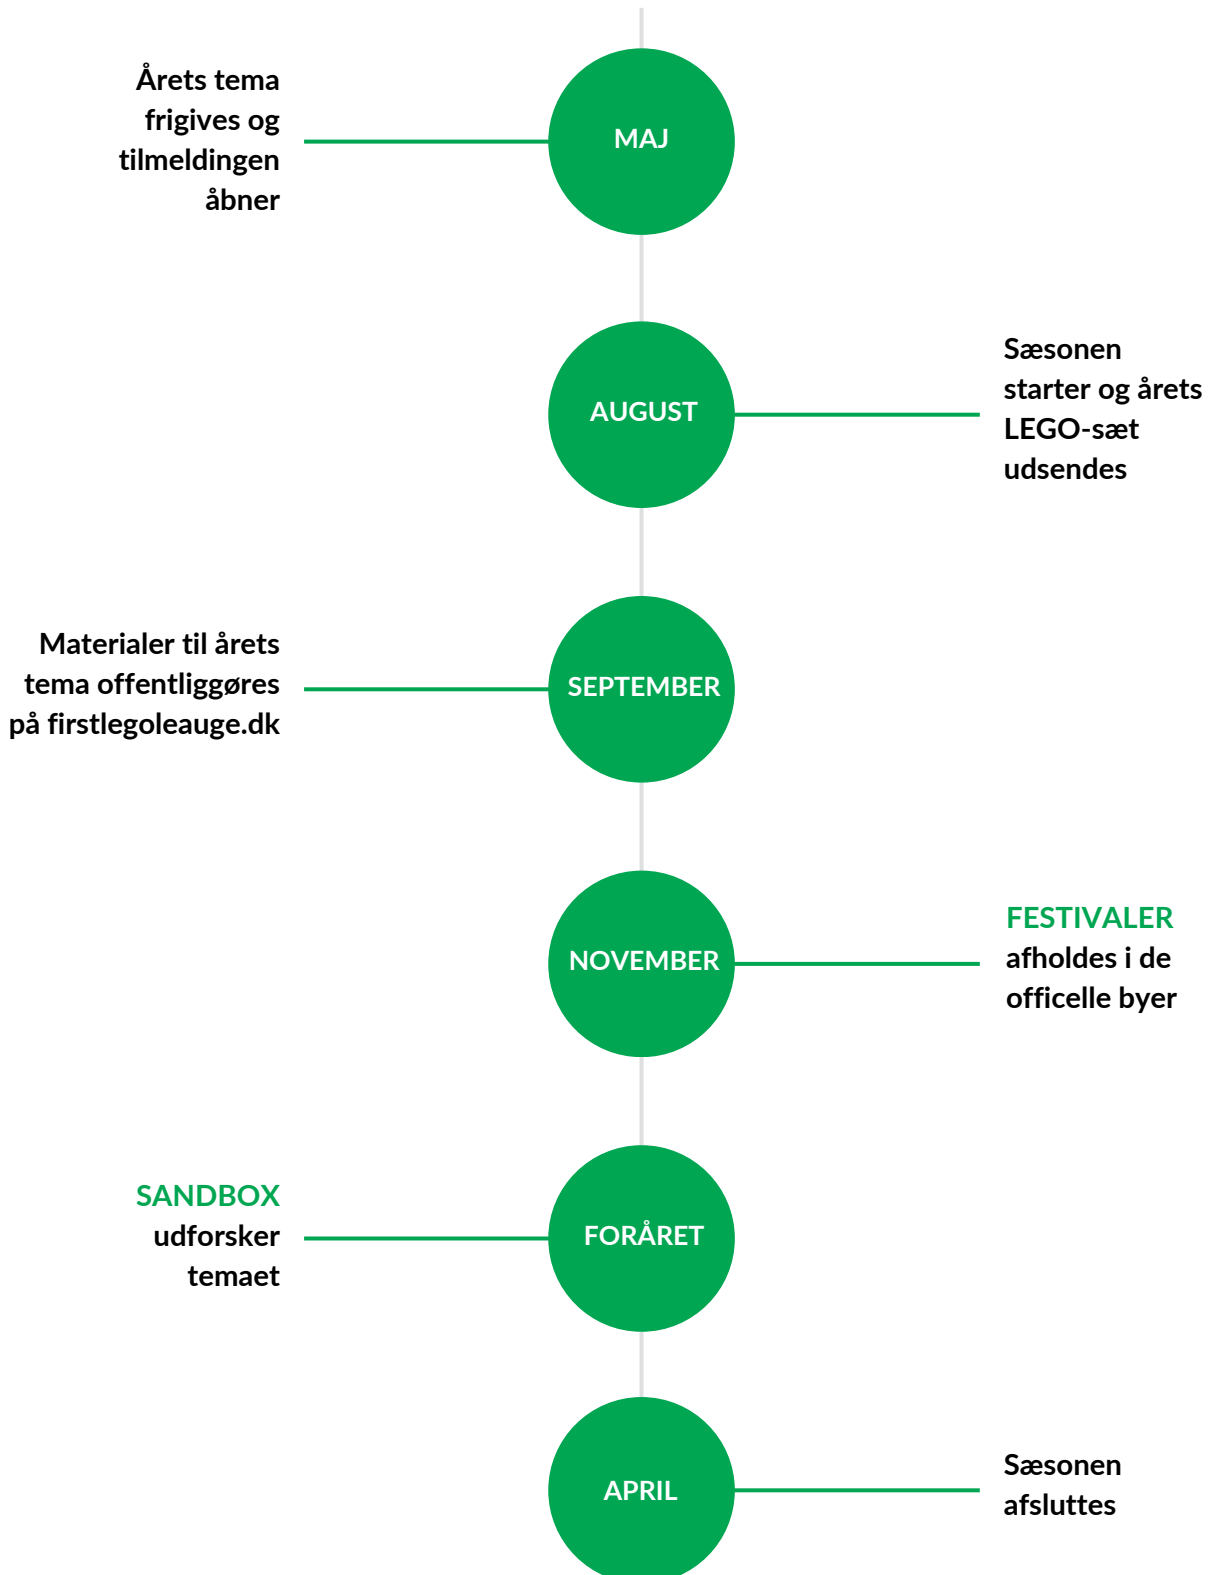 Årets tema
frigives og
tilmeldingen
åbner
MAJ
AUGUST
Sæsonen
starter og årets
LEGO-sæt
udsendes
Materialer til årets
tema offentliggøres
på firstlegoleauge.dk
SEPTEMBER
NOVEMBER
FESTIVALER
afholdes i de
officelle byer
SANDBOX
udforsker
temaet
FORÅRET
APRIL
Sæsonen
afsluttes